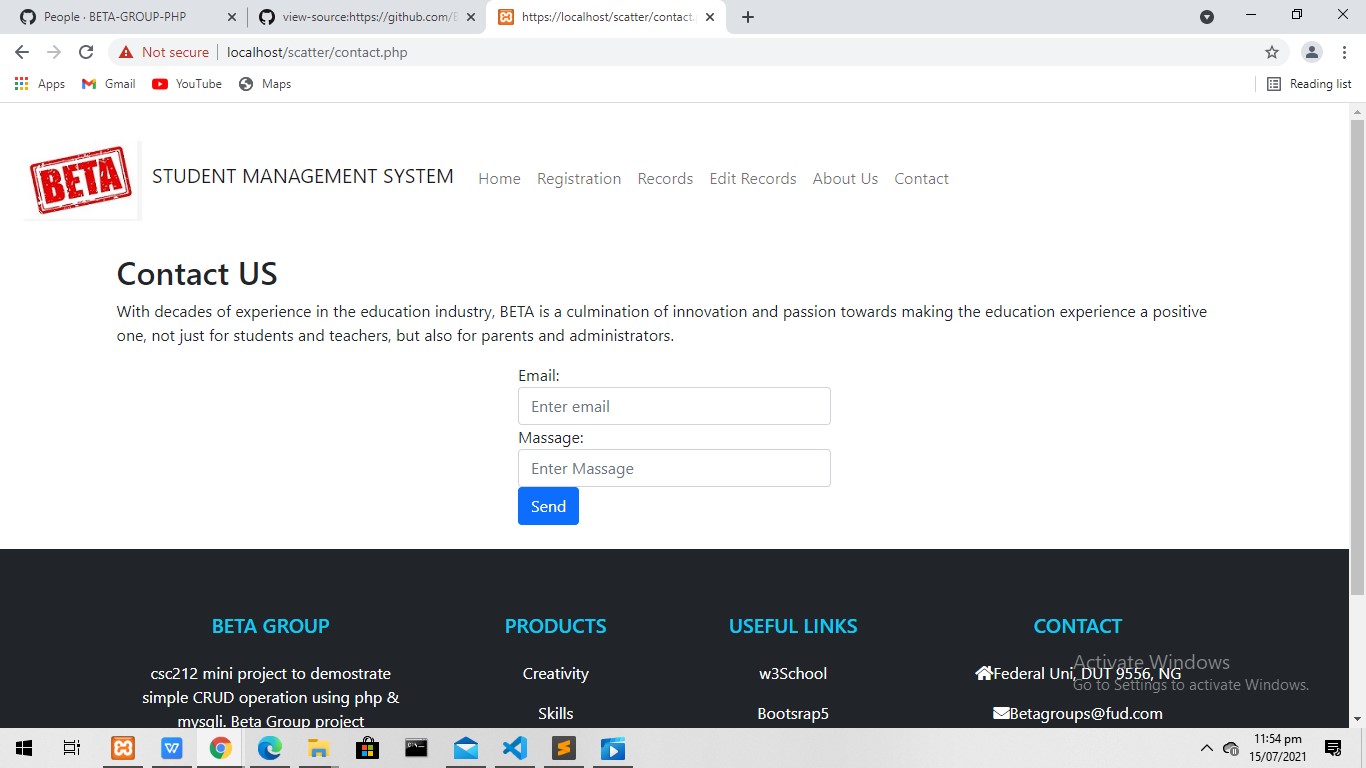 People · BETA-GROUP-PHP
view-source:https://github.com/
https://localhost/scatter/contact.
Not secure
localhost/scatter/contact.php
Apps
Gmail
YouTube
Maps
Reading list
BETA
STUDENT MANAGEMENT SYSTEM
Home
Registration
Records
Edit Records
About Us
Contact
Contact US
With decades of experience in the education industry, BETA is a culmination of innovation and passion towards making the education experience a positive
one, not just for students and teachers, but also for parents and administrators.
Email:
Enter email
Massage:
Enter Massage
Send
BETA GROUP
csc212 mini project to demostrate
simple CRUD operation using php &
mysqli. Beta Group project
PRODUCTS
Creativity
Skills
USEFUL LINKS
w3School
Bootsrap5
CONTACT
Federal Uni, DUT 9556, NG
Betagroups@fud.com
Activate Windows
Go to Settings to activate Windows.
11:54 pm
15/07/2021